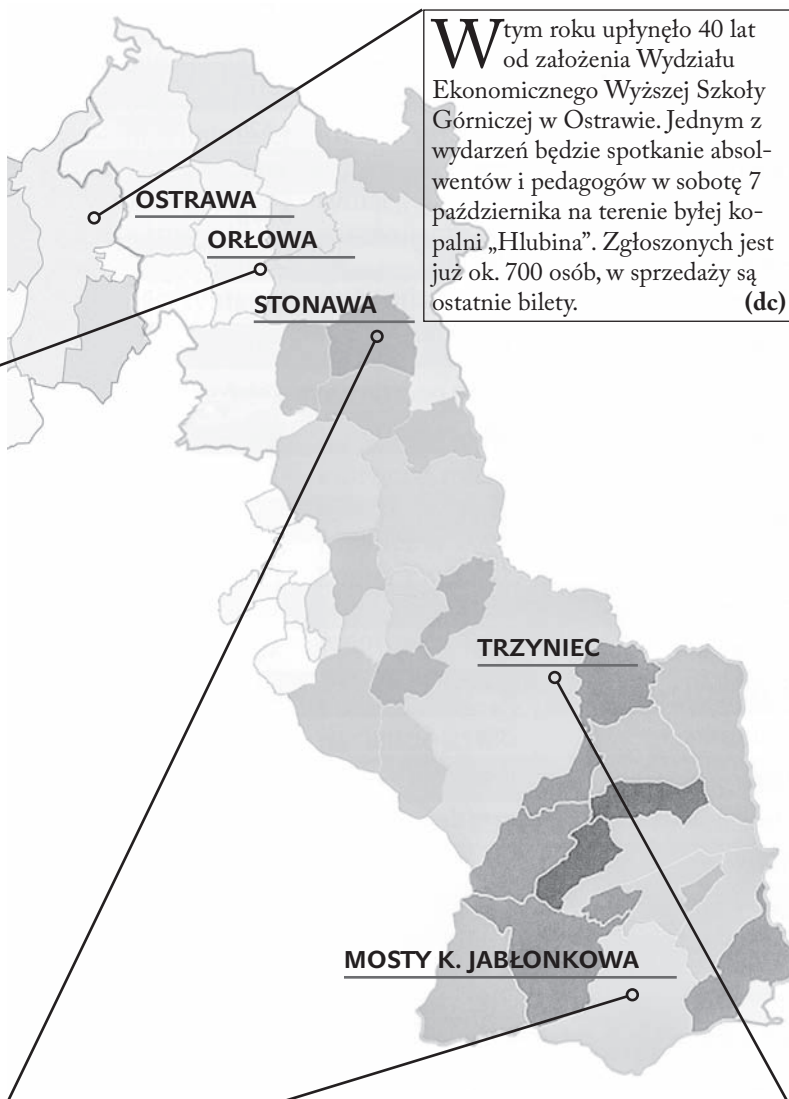 W tym roku upłynęło 40 lat
od założenia Wydziału
Ekonomicznego Wyższej Szkoły
Górniczej w Ostrawie. Jednym z
wydarzeń będzie spotkanie absol-
wentów i pedagogów w sobotę 7
października na terenie byłej ko-
palni „Hlubina”. Zgłoszonych jest
już ok. 700 osób, w sprzedaży są
ostatnie bilety. (dc)
OSTRAWA
ORŁOWA
STONAWA
TRZYNIEC
MOSTY K. JABŁONKOWA